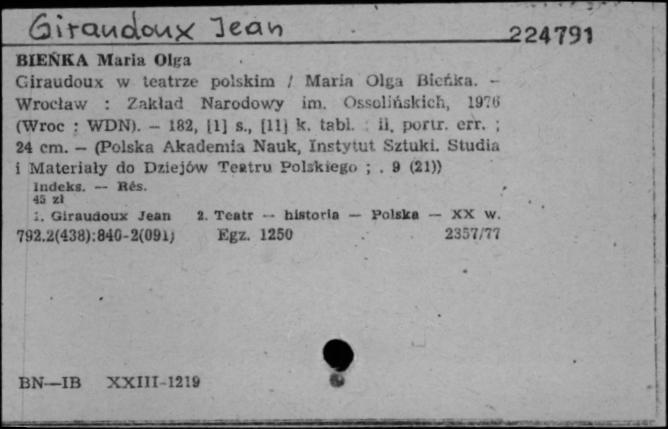 Giraudoux Jean 224791
BIEŃKA Maria Olga
Giraudoux w teatrze polskim / Maria Olga Bieńka. –
Wrocław : Zakład Narodowy im. Ossolińskich, 1976
(Wroc : WDN). – 182, [1] s., [11] k. tabl. : il, portr. err. ;
24 cm. – (Polska Akademia Nauk, Instytut Sztuki. Studia
i Materiały do Dziejów Teatru Polskiego ; . 9 (21))
Indeks. — Rés.
45 zł
1. Giraudoux Jean 2. Teatr — historia — Polska — XX w.
792.2(438):840-2(091) Egz. 1250 2357/77
BN—IB XXIII-1219